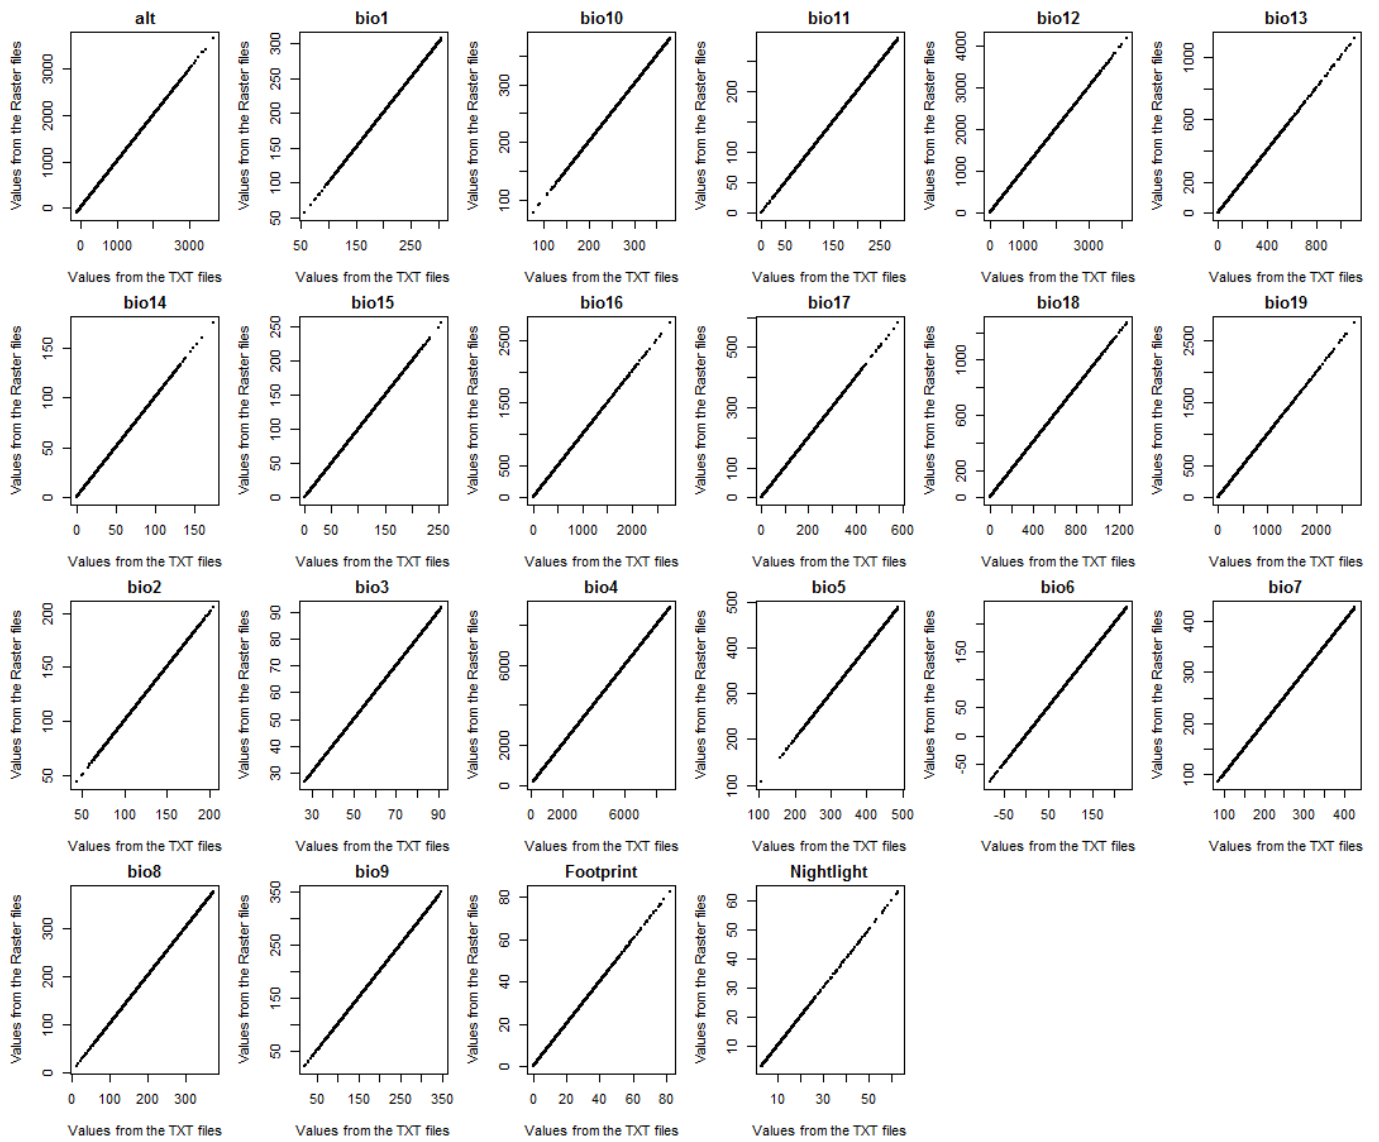 alt
Values from the Raster files
0 1000 2000 3000
0 1000 3000
Values from the TXT files
bio1
Values from the Raster files
50 100 150 200 250 300
50 150 250
Values from the TXT files
bio10
Values from the Raster files
100 200 300
100 200 300
Values from the TXT files
bio11
Values from the Raster files
0 50 100 200
0 50 150 250
Values from the TXT files
bio12
Values from the Raster files
0 1000 2000 3000 4000
0 1000 3000
Values from the TXT files
bio13
Values from the Raster files
0 200 600 1000
0 400 800
Values from the TXT files
bio14
Values from the Raster files
0 50 100 150
0 50 100 150
Values from the TXT files
bio15
Values from the Raster files
0 50 100 150 200 250
0 50 150 250
Values from the TXT files
bio16
Values from the Raster files
0 500 1500 2500
0 1000 2000
Values from the TXT files
bio17
Values from the Raster files
0 100 300 500
0 200 400 600
Values from the TXT files
bio18
Values from the Raster files
0 200 600 1000
0 400 800 1200
Values from the TXT files
bio19
Values from the Raster files
0 500 1500 2500
0 1000 2000
Values from the TXT files
bio2
Values from the Raster files
50 100 150 200
50 100 150 200
Values from the TXT files
bio3
Values from the Raster files
30 40 50 60 70 80 90
30 50 70 90
Values from the TXT files
bio4
Values from the Raster files
0 2000 6000
0 2000 6000
Values from the TXT files
bio5
Values from the Raster files
100 200 300 400 500
100 200 300 400 500
Values from the TXT files
bio6
Values from the Raster files
-50 0 50 150
-50 50 150
Values from the TXT files
bio7
Values from the Raster files
100 200 300 400
100 200 300 400
Values from the TXT files
bio8
Values from the Raster files
0 100 200 300
0 100 200 300
Values from the TXT files
bio9
Values from the Raster files
50 150 250 350
50 150 250 350
Values from the TXT files
Footprint
Values from the Raster files
0 20 40 60 80
0 20 40 60 80
Values from the TXT files
Nightlight
Values from the Raster files
10 20 30 40 50 60
10 30 50
Values from the TXT files